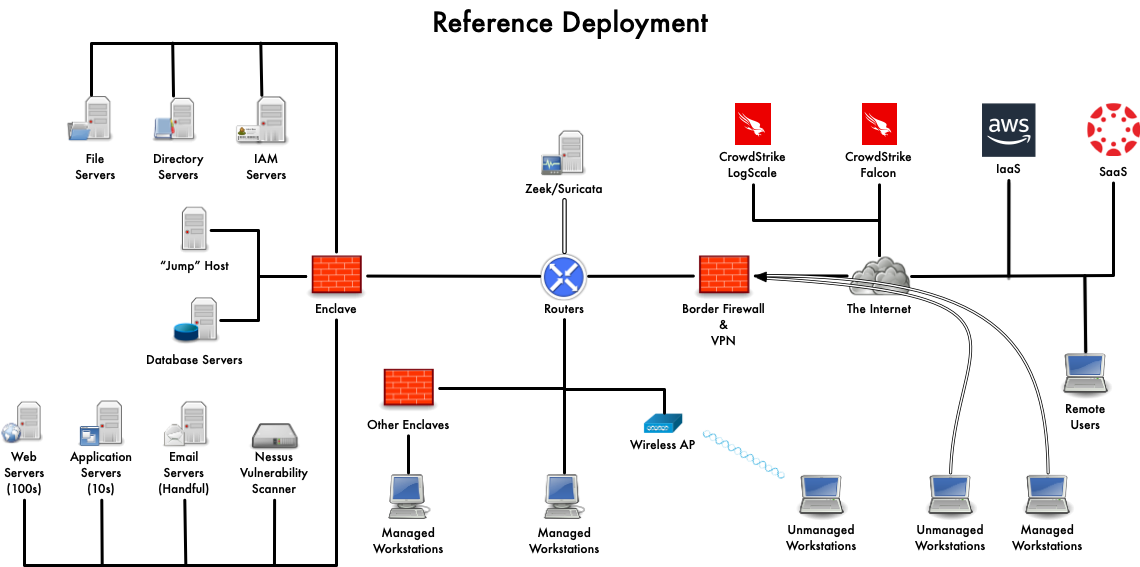 Reference Deployment
File
Servers
Directory
Servers
IAM
Servers
Zeek/Suricata
CrowdStrike
LogScale
CrowdStrike
Falcon
aws
IaaS
SaaS
“Jump” Host
Database Servers
Enclave
Routers
Border Firewall
&
VPN
The Internet
Remote
Users
Other Enclaves
Wireless AP
Web
Servers
(100s)
Application
Servers
(10s)
Email
Servers
(Handful)
Nessus
Vulnerability
Scanner
Managed
Workstations
Managed
Workstations
Unmanaged
Workstations
Unmanaged
Workstations
Managed
Workstations